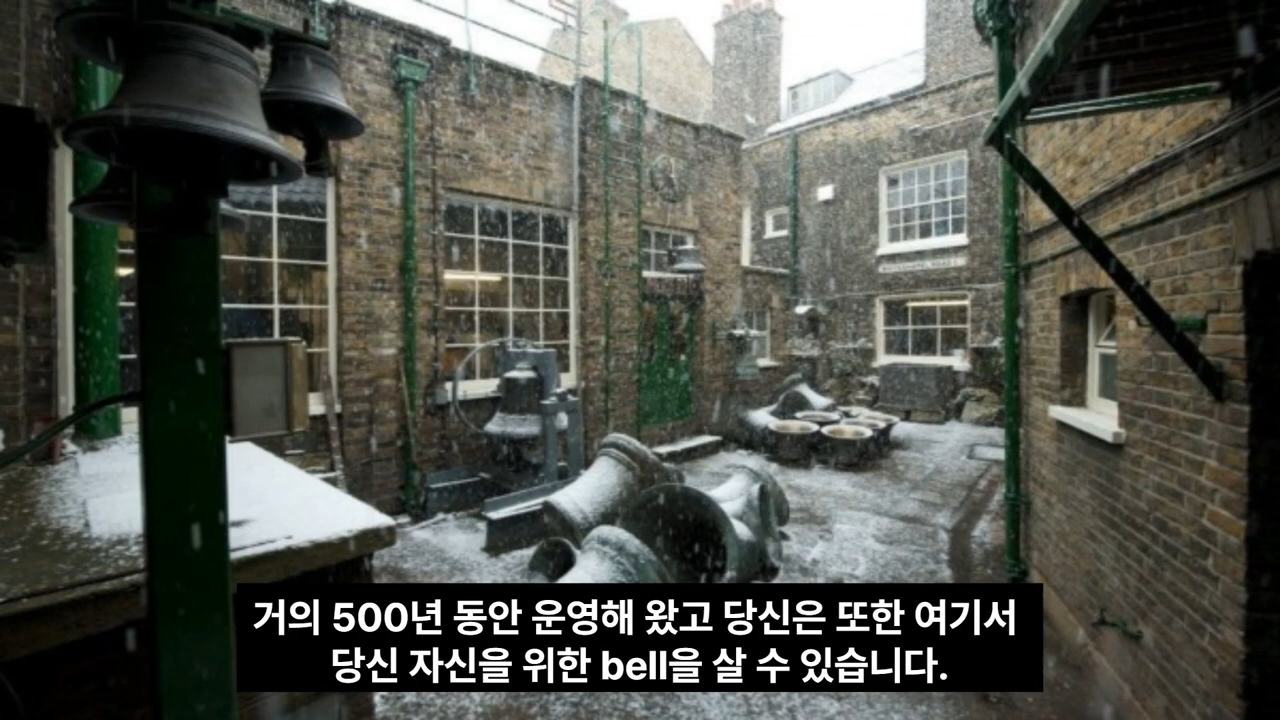 거의 500년 동안 운영해 왔고 당신은 또한 여기서
당신 자신을 위한 bell을 살 수 있습니다.